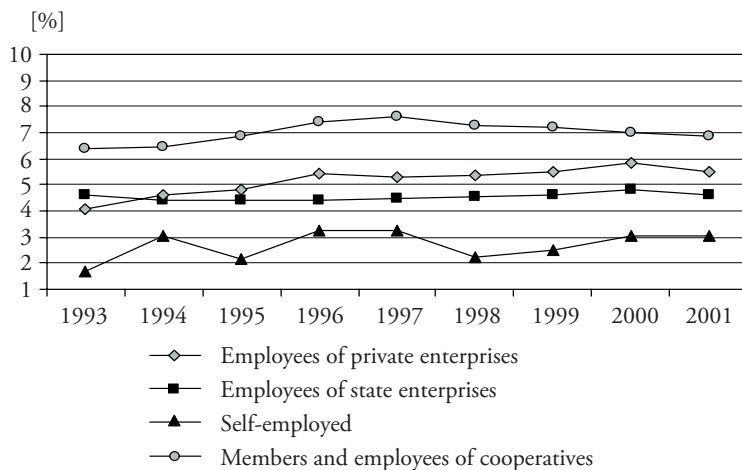 [%]
10
9
8
7
6
5
4
3
2
1
1993 1994 1995 1996 1997 1998 1999 2000 2001
Employees of private enterprises
Employees of state enterprises
Self-employed
Members and employees of cooperatives